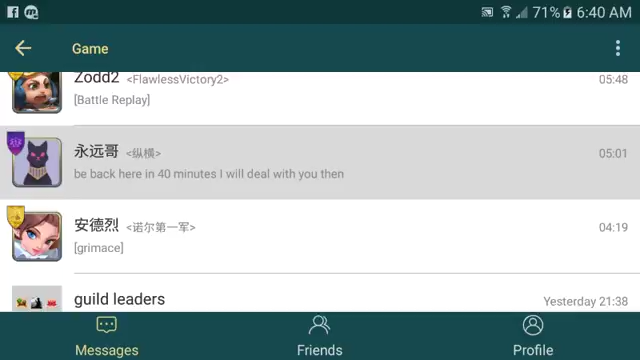 71% 6:40 AM
Game
Zodd2 <FlawlessVictory2> 05:48
[Battle Replay]
永远哥 <纵横> 05:01
be back here in 40 minutes I will deal with you then
安德烈 <诺尔第一军> 04:19
[grimace]
guild leaders Yesterday 21:38
Messages Friends Profile